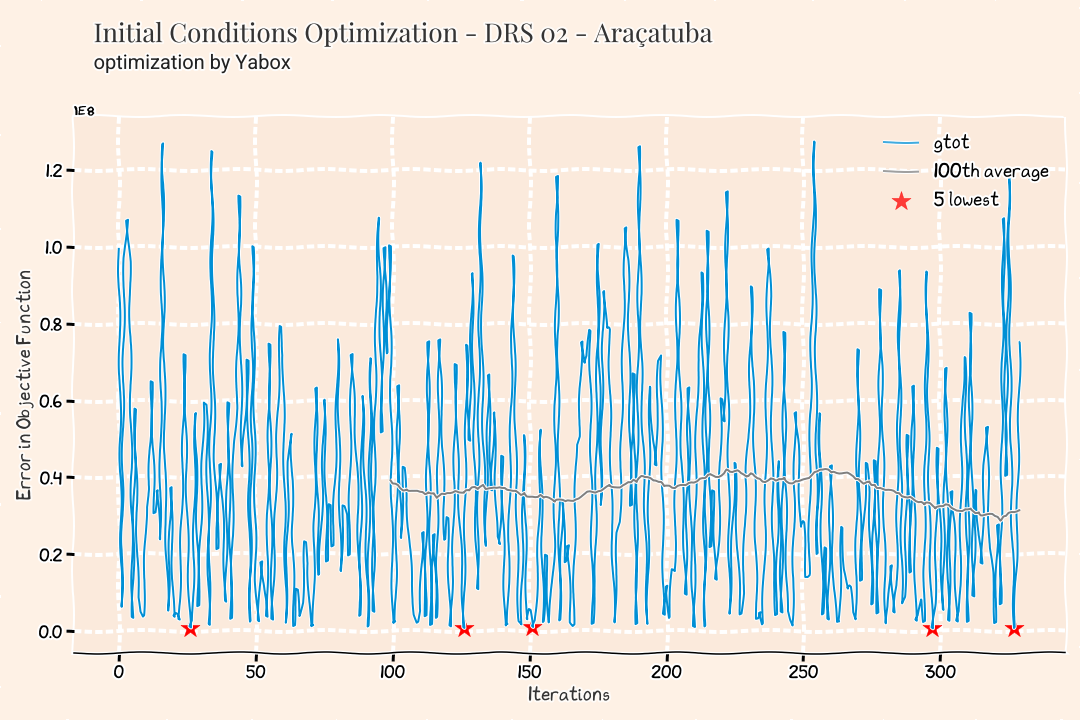 Initial Conditions Optimization - DRS 02 - Araçatuba
optimization by Yabox
1E8
gtot
100th average
5 lowest
1.2
1.0
0.8
0.6
0.4
0.2
0.0
Error in Objective Function
0 50 100 150 200 250 300
Iterations